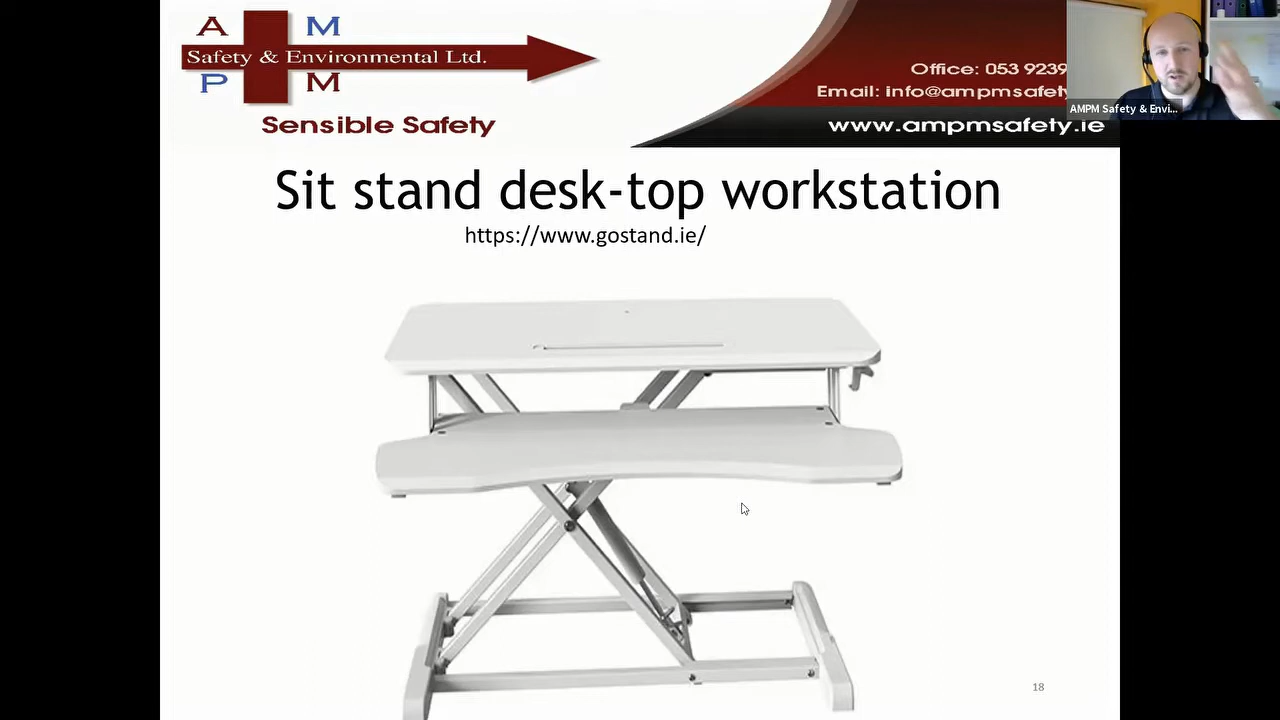 A M
Safety & Environmental Ltd.
P M
Sensible Safety
Office: 053 9239
Email: info@ampmsafety
www.ampmsafety.ie
AMPM Safety & Envi...
Sit stand desk-top workstation
https://www.gostand.ie/
18